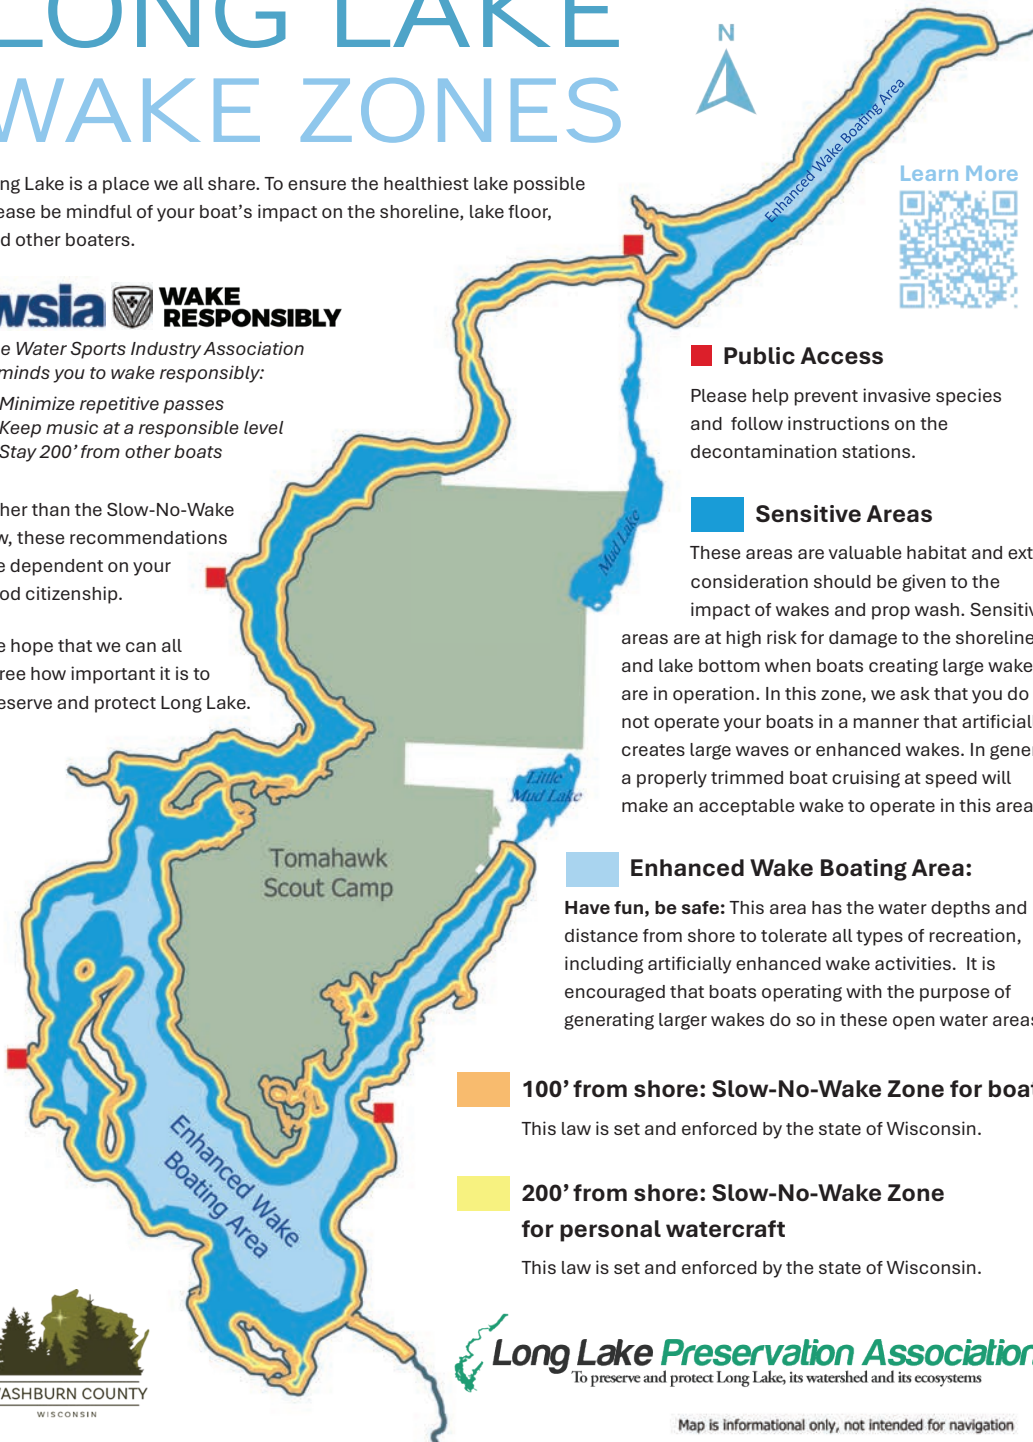 LONG LAKE
WAKE ZONES
ng Lake is a place we all share. To ensure the healthiest lake possible
ease be mindful of your boat’s impact on the shoreline, lake floor,
d other boaters.
wsia WAKE
RESPONSIBLY
e Water Sports Industry Association
minds you to wake responsibly:
Minimize repetitive passes
Keep music at a responsible level
Stay 200’ from other boats
her than the Slow-No-Wake
w, these recommendations
e dependent on your
od citizenship.
e hope that we can all
ree how important it is to
eserve and protect Long Lake.
N
Enhanced Wake Boating Area
Learn More
Public Access
Please help prevent invasive species
and follow instructions on the
decontamination stations.
Sensitive Areas
These areas are valuable habitat and ext
consideration should be given to the
impact of wakes and prop wash. Sensitiv
areas are at high risk for damage to the shoreline
and lake bottom when boats creating large wake
are in operation. In this zone, we ask that you do
not operate your boats in a manner that artificiall
creates large waves or enhanced wakes. In gener
a properly trimmed boat cruising at speed will
make an acceptable wake to operate in this area
Mud Lake
Little
Mud Lake
Tomahawk
Scout Camp
Enhanced Wake Boating Area:
Have fun, be safe: This area has the water depths and
distance from shore to tolerate all types of recreation,
including artificially enhanced wake activities. It is
encouraged that boats operating with the purpose of
generating larger wakes do so in these open water areas
100’ from shore: Slow-No-Wake Zone for boat
This law is set and enforced by the state of Wisconsin.
200’ from shore: Slow-No-Wake Zone
for personal watercraft
This law is set and enforced by the state of Wisconsin.
Enhanced Wake
Boating Area
ASHBURN COUNTY
WISCONSIN
Long Lake Preservation Association
To preserve and protect Long Lake, its watershed and its ecosystems
Map is informational only, not intended for navigation